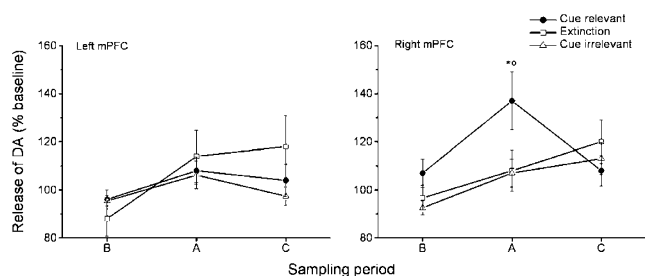 Cue relevant
Extinction
Cue irrelevant
Left mPFC
Right mPFC
160
140
120
100
80
160
140
120
100
80
*o
B
A
C
B
A
C
Release of DA (% baseline)
Sampling period